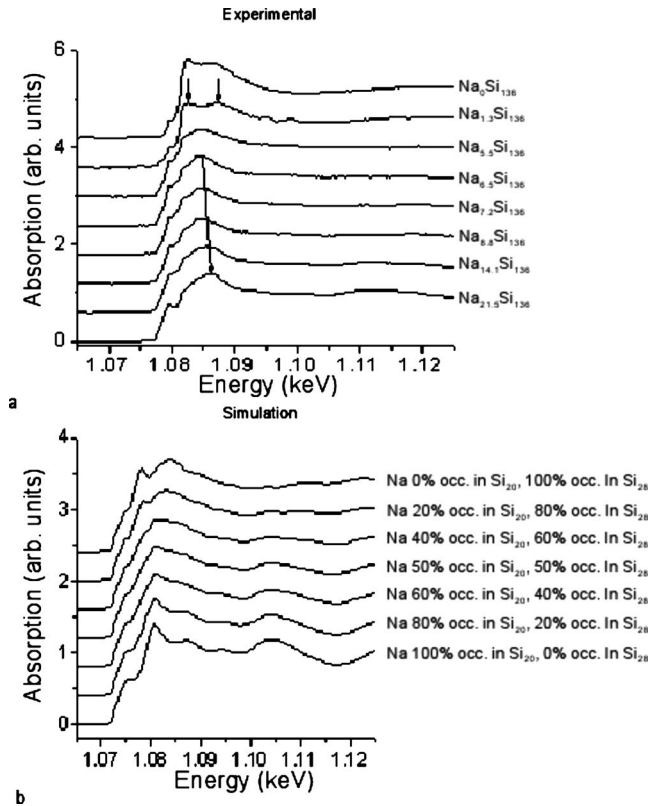 Experimental
Absorption (arb. units)
6
4
2
0
Na₀Si₁₃₆
Na₁.₃Si₁₃₆
Na₅.₅Si₁₃₆
Na₆.₅Si₁₃₆
Na₇.₂Si₁₃₆
Na₈.₈Si₁₃₆
Na₁₄.₁Si₁₃₆
Na₂₁.₅Si₁₃₆
1.07 1.08 1.09 1.10 1.11 1.12
Energy (keV)
a
Simulation
Absorption (arb. units)
4
3
2
1
0
Na 0% occ. in Si₂₀, 100% occ. In Si₂₈
Na 20% occ. in Si₂₀, 80% occ. In Si₂₈
Na 40% occ. in Si₂₀, 60% occ. In Si₂₈
Na 50% occ. in Si₂₀, 50% occ. In Si₂₈
Na 60% occ. in Si₂₀, 40% occ. In Si₂₈
Na 80% occ. in Si₂₀, 20% occ. In Si₂₈
Na 100% occ. in Si₂₀, 0% occ. In Si₂₈
1.07 1.08 1.09 1.10 1.11 1.12
Energy (keV)
b